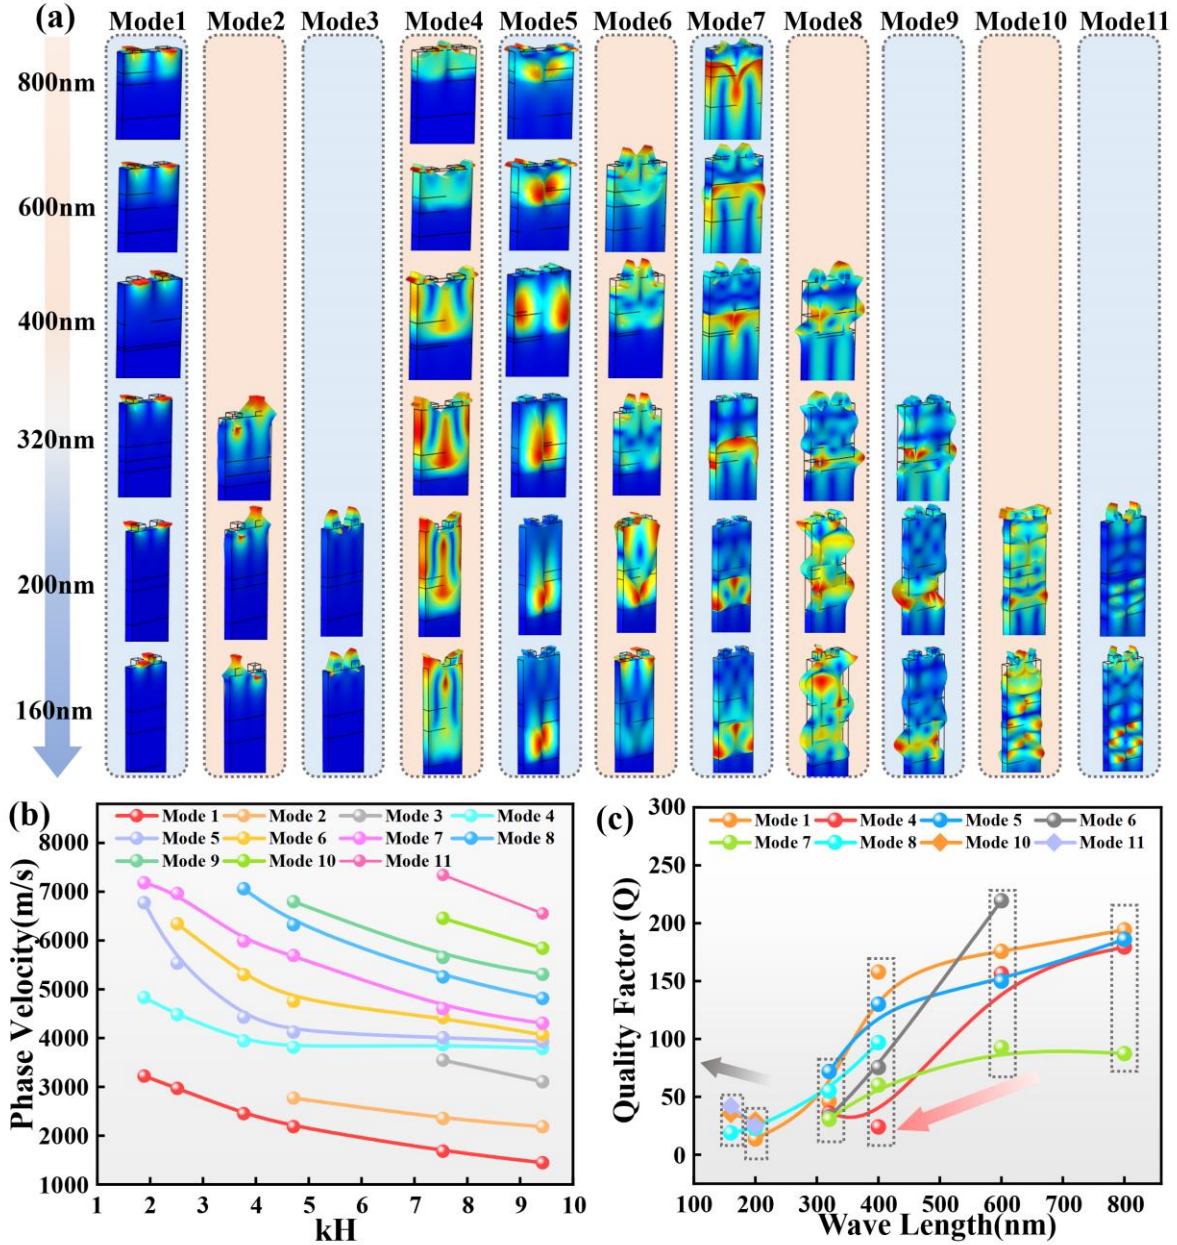 (a) Mode1 Mode2 Mode3 Mode4 Mode5 Mode6 Mode7 Mode8 Mode9 Mode10 Mode11
800nm
600nm
400nm
320nm
200nm
160nm
(b)
Mode 1 Mode 2 Mode 3 Mode 4
Mode 5 Mode 6 Mode 7 Mode 8
Mode 9 Mode 10 Mode 11
Phase Velocity(m/s)
8000
7000
6000
5000
4000
3000
2000
1000
1 2 3 4 5 6 7 8 9 10
kH
(c)
Mode 1 Mode 4 Mode 5 Mode 6
Mode 7 Mode 8 Mode 10 Mode 11
Quality Factor (Q)
300
250
200
150
100
50
0
100 200 300 400 500 600 700 800
Wave Length(nm)